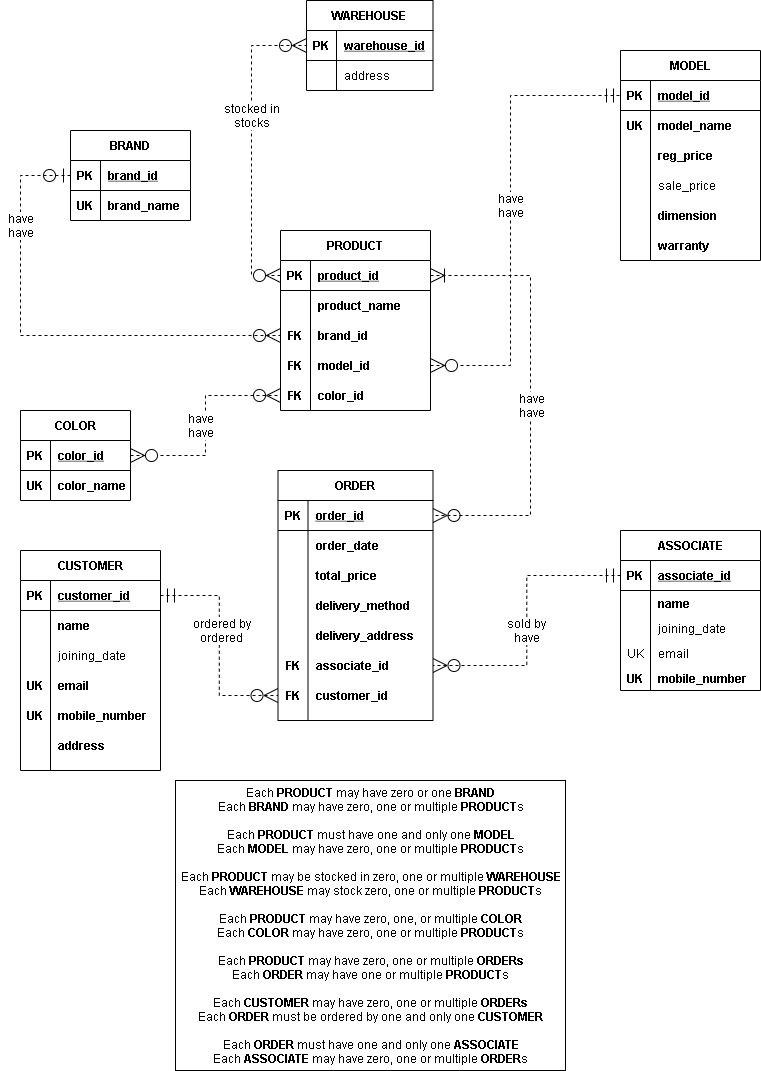 WAREHOUSE
PK warehouse_id
address
stocked in
stocks
MODEL
PK model_id
UK model_name
reg_price
sale_price
dimension
warranty
BRAND
PK brand_id
UK brand_name
have
have
have
have
PRODUCT
PK product_id
product_name
FK brand_id
FK model_id
FK color_id
have
have
have
have
COLOR
PK color_id
UK color_name
ORDER
PK order_id
order_date
total_price
delivery_method
delivery_address
FK associate_id
FK customer_id
CUSTOMER
PK customer_id
name
joining_date
UK email
UK mobile_number
address
ordered by
ordered
sold by
have
ASSOCIATE
PK associate_id
name
joining_date
UK email
UK mobile_number
Each PRODUCT may have zero or one BRAND
Each BRAND may have zero, one or multiple PRODUCTs
Each PRODUCT must have one and only one MODEL
Each MODEL may have zero, one or multiple PRODUCTs
Each PRODUCT may be stocked in zero, one or multiple WAREHOUSE
Each WAREHOUSE may stock zero, one or multiple PRODUCTs
Each PRODUCT may have zero, one, or multiple COLOR
Each COLOR may have zero, one or multiple PRODUCTs
Each PRODUCT may have zero, one or multiple ORDERs
Each ORDER may have one or multiple PRODUCTs
Each CUSTOMER may have zero, one or multiple ORDERs
Each ORDER must be ordered by one and only one CUSTOMER
Each ORDER must have one and only one ASSOCIATE
Each ASSOCIATE may have zero, one or multiple ORDERs